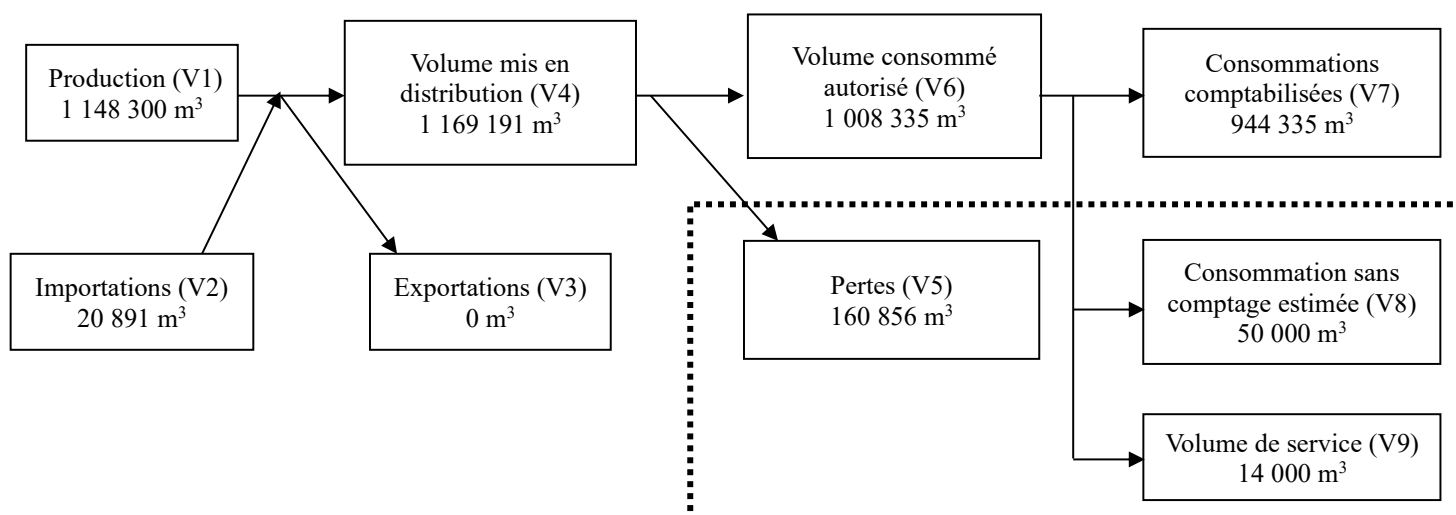 Production (V1)
1 148 300 m³
Volume mis en
distribution (V4)
1 169 191 m³
Volume consommé
autorisé (V6)
1 008 335 m³
Consommations
comptabilisées (V7)
944 335 m³
Importations (V2)
20 891 m³
Exportations (V3)
0 m³
Pertes (V5)
160 856 m³
Consommation sans
comptage estimée (V8)
50 000 m³
Volume de service (V9)
14 000 m³